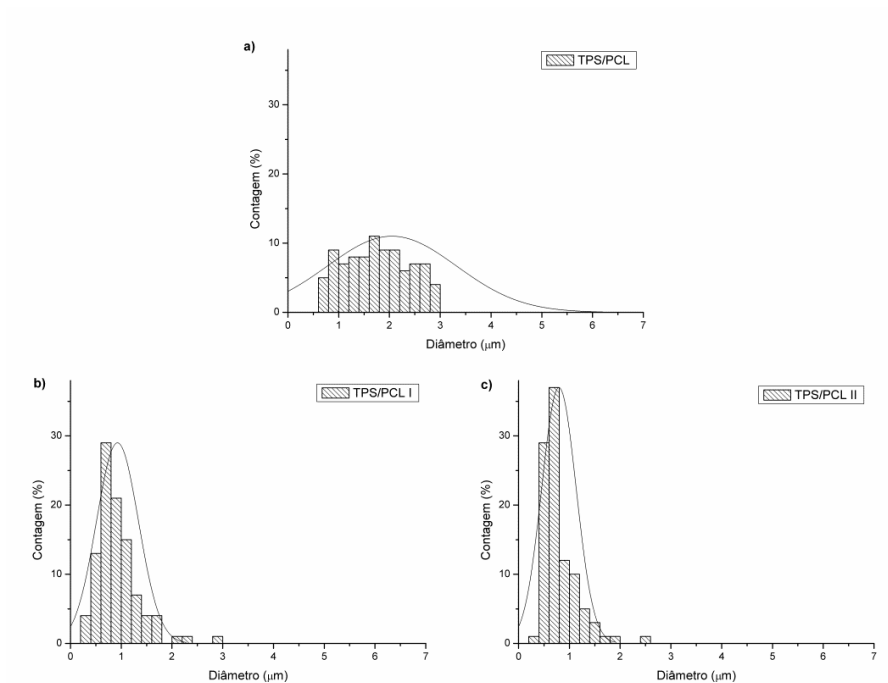 a)
TPS/PCL
Contagem (%)
30
20
10
0
0 1 2 3 4 5 6 7
Diâmetro (μm)
b)
TPS/PCL I
Contagem (%)
30
20
10
0
0 1 2 3 4 5 6 7
Diâmetro (μm)
c)
TPS/PCL II
Contagem (%)
30
20
10
0
0 1 2 3 4 5 6 7
Diâmetro (μm)